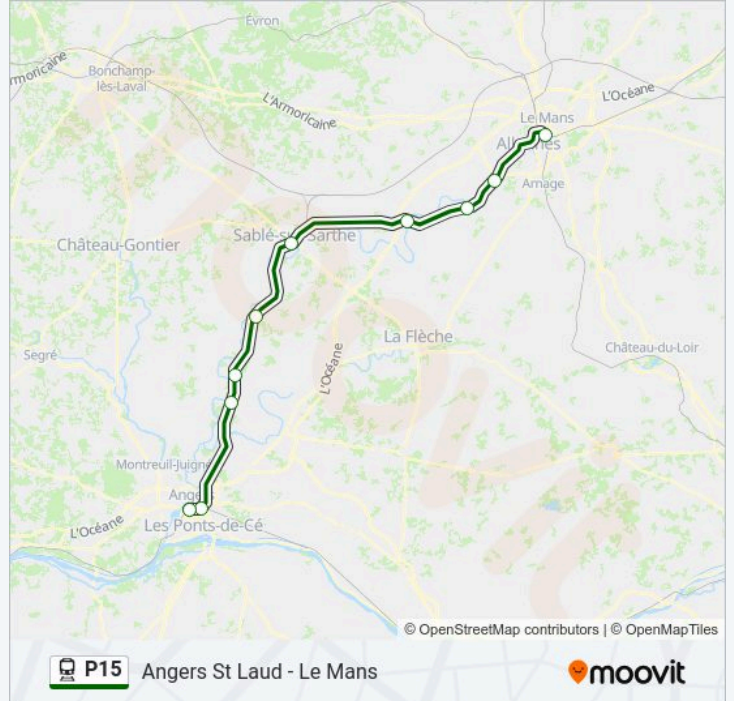 Évron
Armoricaine
Bonchamp-
lès-Laval
L'Armoricaine
L'Océane
Le Mans
Arnage
Sablé-su Sarthe
Château-Gontier
La Flèche
L'Océane
Château-du-Loir
Segré
Montreuil-Juigné
Ange
L'Océane
Les Ponts-de-Cé
© OpenStreetMap contributors | © OpenMapTiles
P15 Angers St Laud - Le Mans
moovit